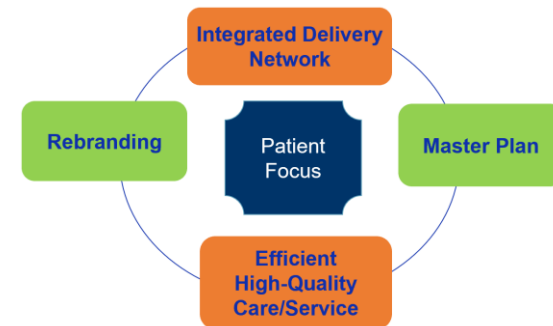 Integrated Delivery
Network
Rebranding
Patient
Focus
Master Plan
Efficient
High-Quality
Care/Service